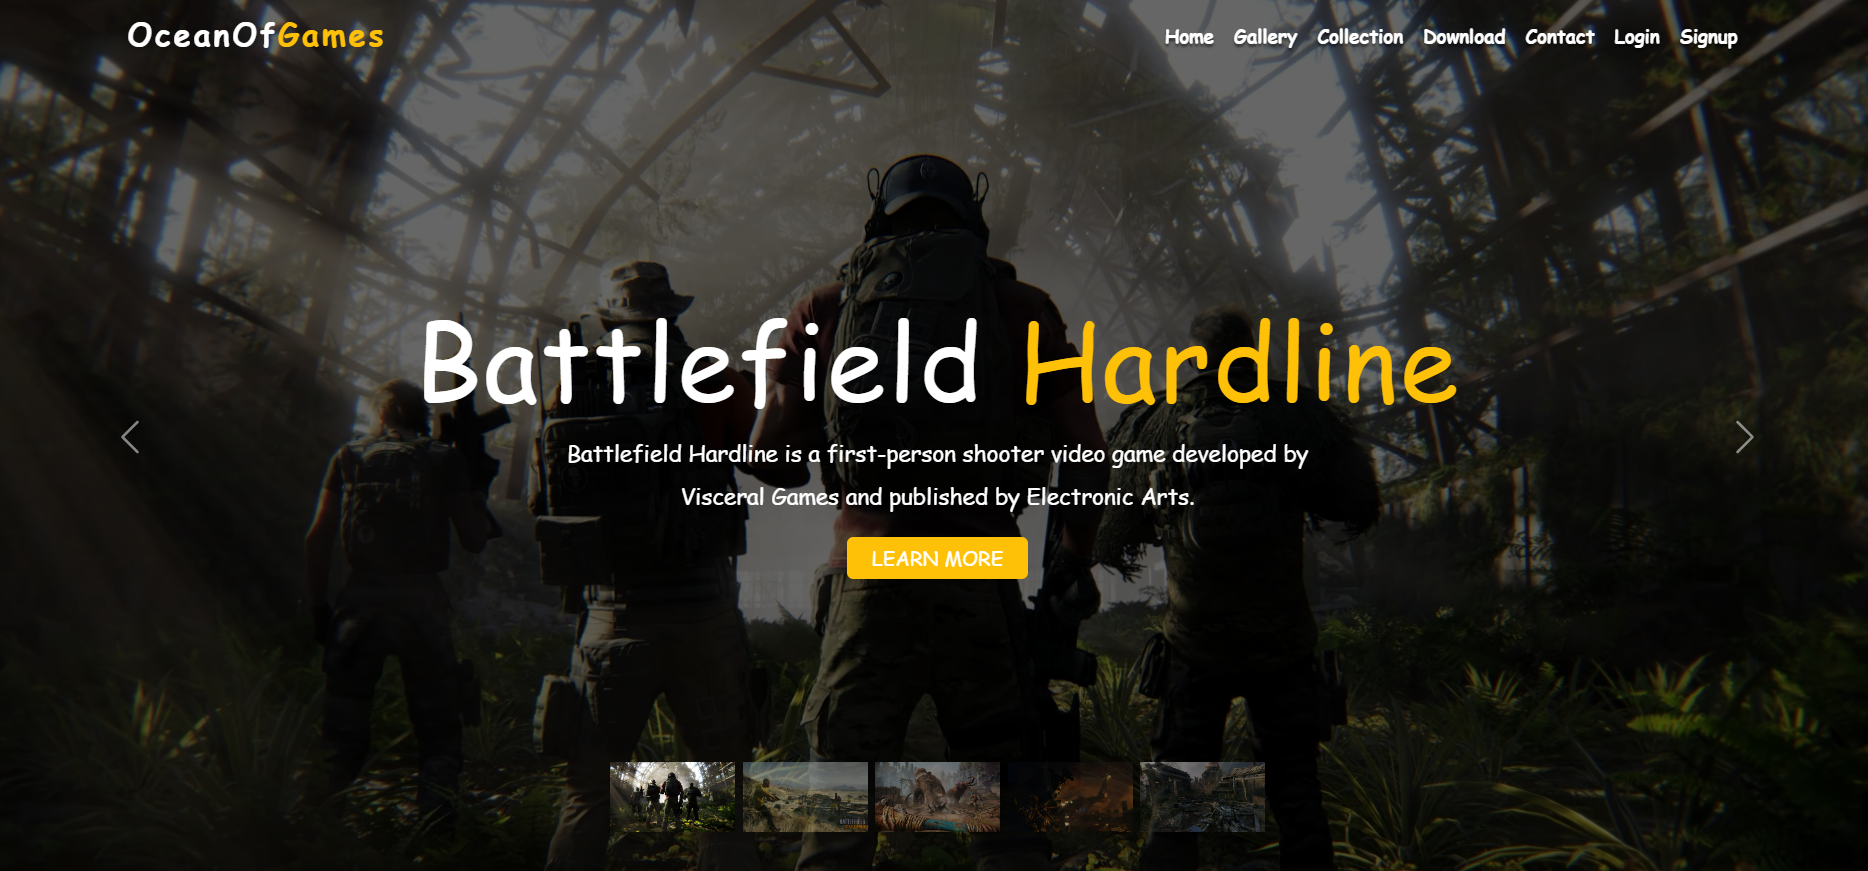 OceanOfGames
Home Gallery Collection Download Contact Login Signup
Battlefield Hardline
Battlefield Hardline is a first-person shooter video game developed by
Visceral Games and published by Electronic Arts.
LEARN MORE